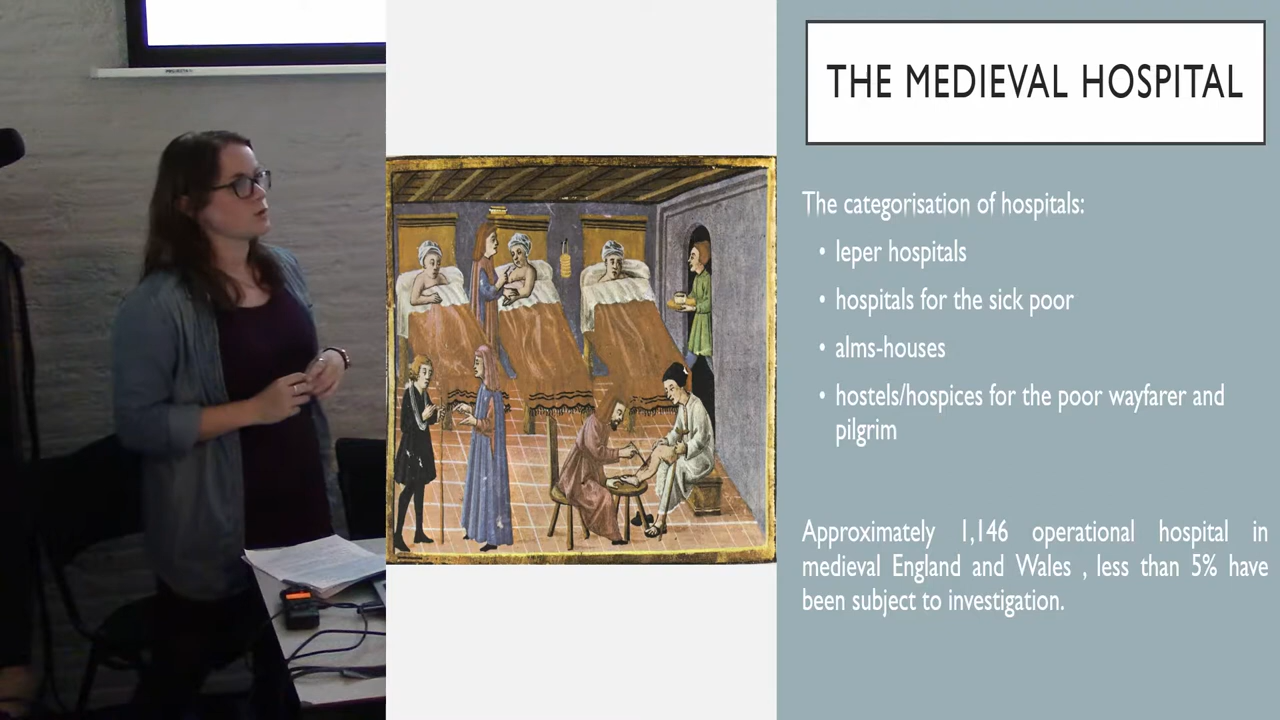 THE MEDIEVAL HOSPITAL
The categorisation of hospitals:
• leper hospitals
• hospitals for the sick poor
• alms-houses
• hostels/hospices for the poor wayfarer and
pilgrim
Approximately 1,146 operational hospital in
medieval England and Wales , less than 5% have
been subject to investigation.